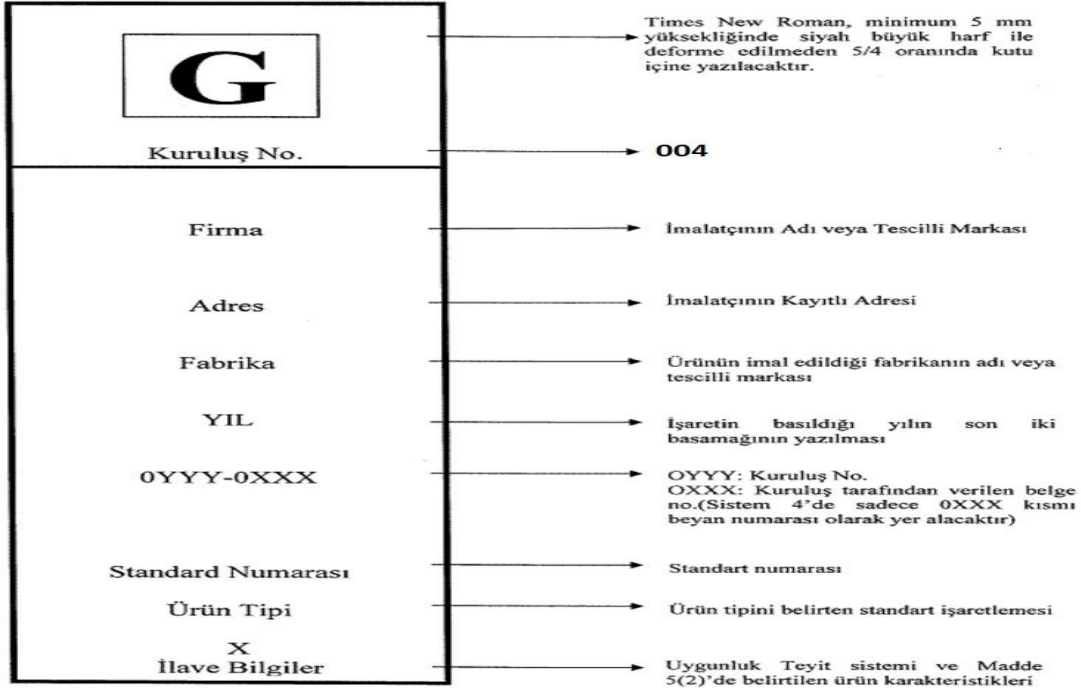 G
Times New Roman, minimum 5 mm
yüksekliğinde siyah büyük harf ile
deforme edilmeden 5/4 oranında kutu
içine yazılacaktır.
Kuruluş No.
004
Firma
İmalatçının Adı veya Tescilli Markası
Adres
İmalatçının Kayıtlı Adresi
Fabrika
Ürünün imal edildiği fabrikanın adı veya
tescilli markası
YIL
İşaretin basıldığı yılın son iki
basamağının yazılması
0YYY-0XXX
OYYY: Kuruluş No.
OXXX: Kuruluş tarafından verilen belge
no.(Sistem 4'de sadece 0XXX kısmı
beyan numarası olarak yer alacaktır)
Standard Numarası
Standart numarası
Ürün Tipi
Ürün tipini belirten standart işaretlemesi
X
İlave Bilgiler
Uygunluk Teyit sistemi ve Madde
5(2)'de belirtilen ürün karakteristikleri